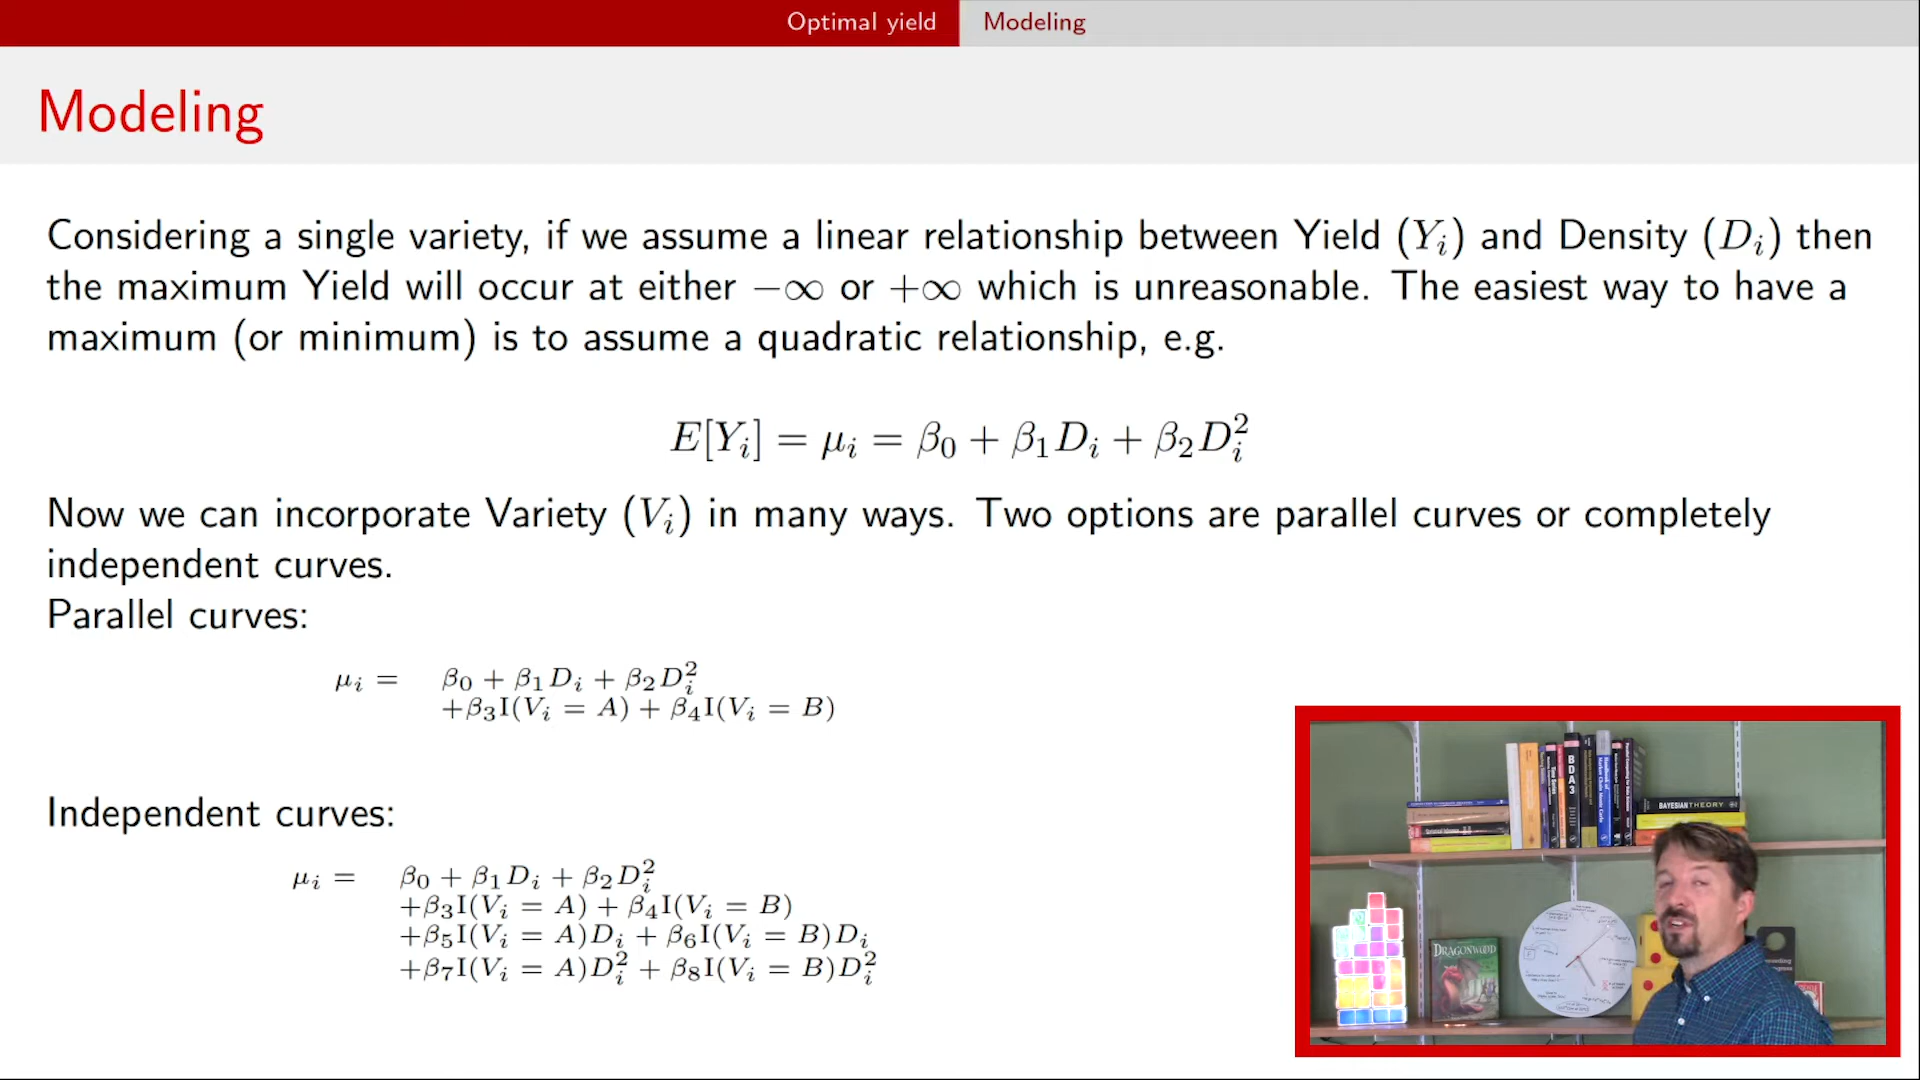 Optimal yield Modeling
Modeling
Considering a single variety, if we assume a linear relationship between Yield (Yᵢ) and Density (Dᵢ) then
the maximum Yield will occur at either −∞ or +∞ which is unreasonable. The easiest way to have a
maximum (or minimum) is to assume a quadratic relationship, e.g.
E[Yᵢ] = μᵢ = β₀ + β₁Dᵢ + β₂Dᵢ²
Now we can incorporate Variety (Vᵢ) in many ways. Two options are parallel curves or completely
independent curves.
Parallel curves:
μᵢ = β₀ + β₁Dᵢ + β₂Dᵢ²
+β₃I(Vᵢ = A) + β₄I(Vᵢ = B)
Independent curves:
μᵢ = β₀ + β₁Dᵢ + β₂Dᵢ²
+β₃I(Vᵢ = A) + β₄I(Vᵢ = B)
+β₅I(Vᵢ = A)Dᵢ + β₆I(Vᵢ = B)Dᵢ
+β₇I(Vᵢ = A)Dᵢ² + β₈I(Vᵢ = B)Dᵢ²
BDA3
BAYESIAN THEORY
DRAGONWOOD